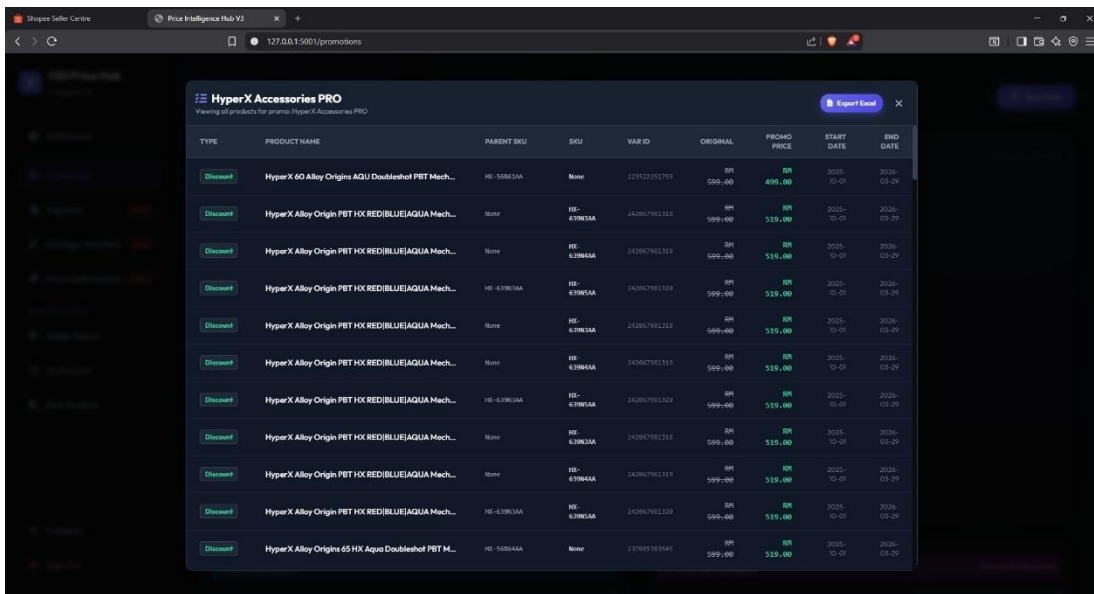 Shopee Seller Centre
Price Intelligence Hub V3
127.0.0.1:5001/promotions
HyperX Accessories PRO
Export Excel
Viewing all products for promo: HyperX Accessories PRO
TYPE PRODUCT NAME PARENT SKU SKU VAR ID ORIGINAL PROMO PRICE START DATE END DATE
Discount HyperX 60 Alloy Origins AQU Doubleshot PBT Mech... HX-56R61AA None RM 599.00 RM 499.00 2025-10-01 2026-03-29
Discount HyperX Alloy Origin PBT HX RED|BLUE|AQUA Mech... None HX-639N3AA 242067981318 RM 599.00 RM 519.00 2025-10-01 2026-03-29
Discount HyperX Alloy Origin PBT HX RED|BLUE|AQUA Mech... None HX-639N4AA 242067981319 RM 599.00 RM 519.00 2025-10-01 2026-03-29
Discount HyperX Alloy Origin PBT HX RED|BLUE|AQUA Mech... HX-639N3AA HX-639N5AA 242067981320 RM 599.00 RM 519.00 2025-10-01 2026-03-29
Discount HyperX Alloy Origin PBT HX RED|BLUE|AQUA Mech... None HX-639N3AA 242067981318 RM 599.00 RM 519.00 2025-10-01 2026-03-29
Discount HyperX Alloy Origin PBT HX RED|BLUE|AQUA Mech... None HX-639N4AA 242067981319 RM 599.00 RM 519.00 2025-10-01 2026-03-29
Discount HyperX Alloy Origin PBT HX RED|BLUE|AQUA Mech... HX-639N3AA HX-639N5AA 242067981320 RM 599.00 RM 519.00 2025-10-01 2026-03-29
Discount HyperX Alloy Origin PBT HX RED|BLUE|AQUA Mech... None HX-639N3AA 242067981318 RM 599.00 RM 519.00 2025-10-01 2026-03-29
Discount HyperX Alloy Origin PBT HX RED|BLUE|AQUA Mech... None HX-639N4AA 242067981319 RM 599.00 RM 519.00 2025-10-01 2026-03-29
Discount HyperX Alloy Origin PBT HX RED|BLUE|AQUA Mech... HX-639N3AA HX-639N5AA 242067981320 RM 599.00 RM 519.00 2025-10-01 2026-03-29
Discount HyperX Alloy Origins 65 HX Aqua Doubleshot PBT M... HX-56R64AA None RM 599.00 RM 519.00 2025-10-01 2026-03-29